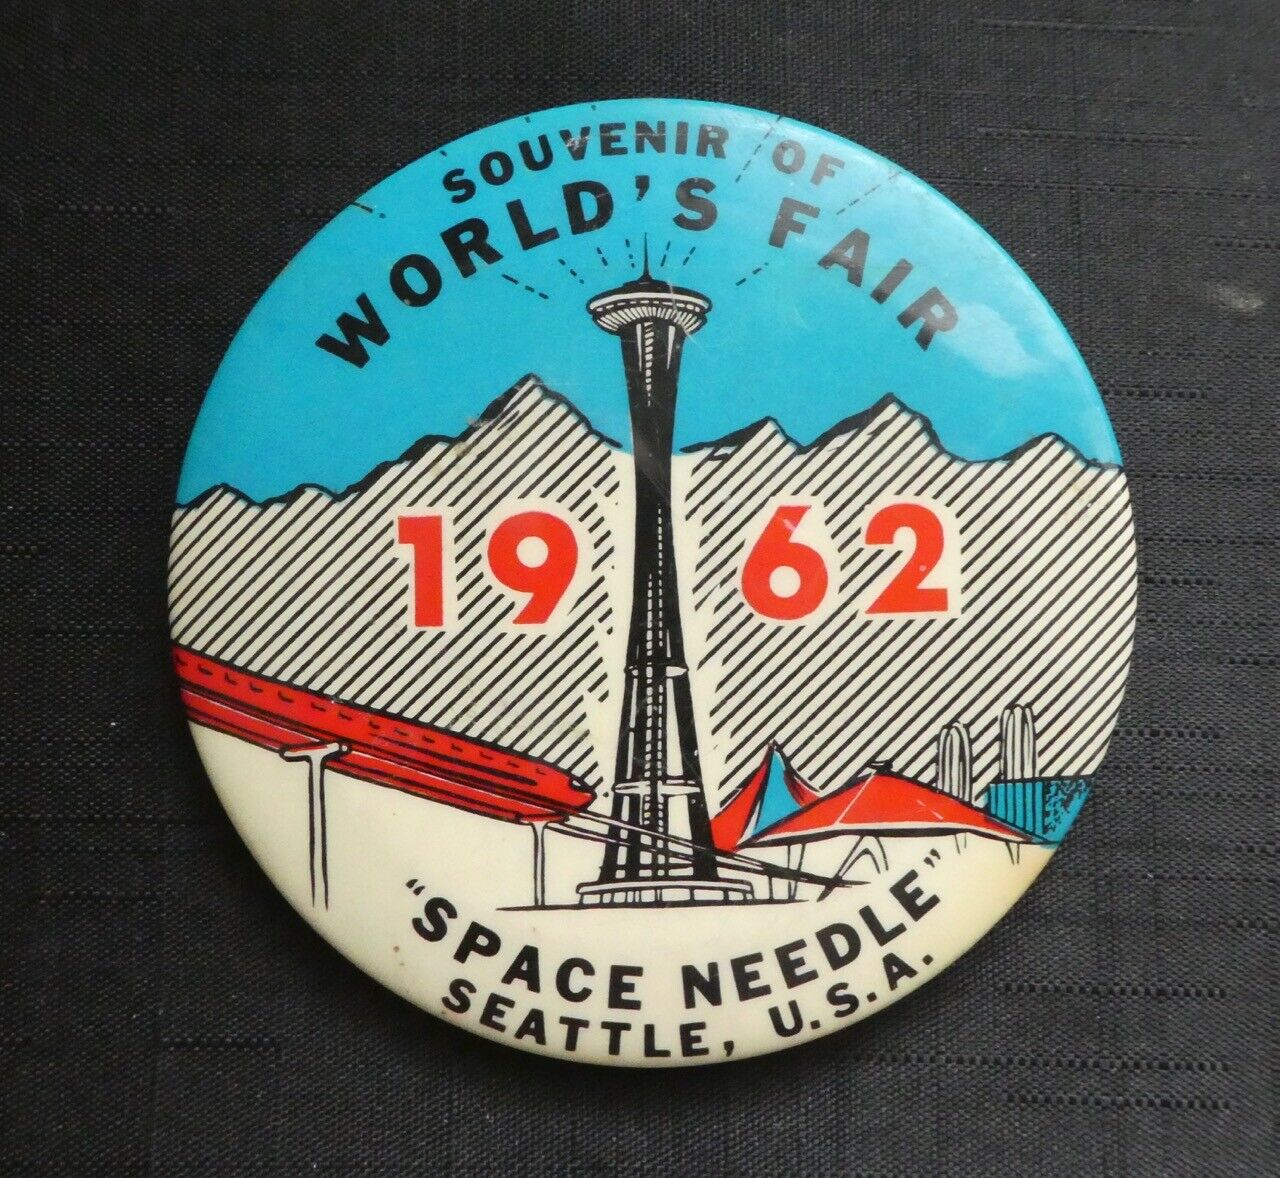 SOUVENIR OF
WORLD'S FAIR
1962
"SPACE NEEDLE"
SEATTLE, U.S.A.